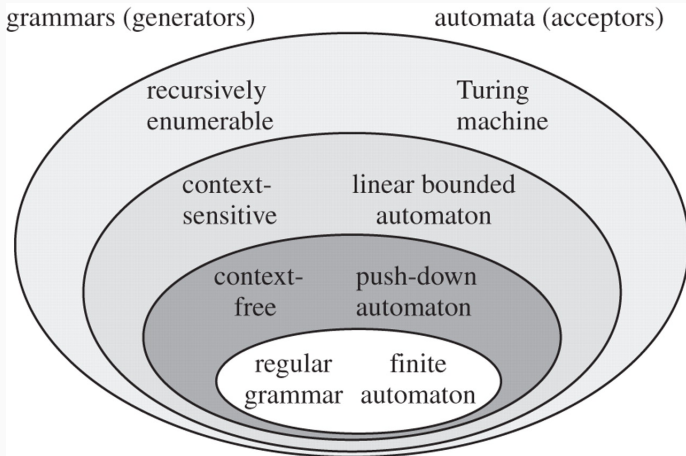 grammars (generators) automata (acceptors)
recursively enumerable
Turing machine
context-sensitive
linear bounded automaton
context-free
push-down automaton
regular grammar
finite automaton